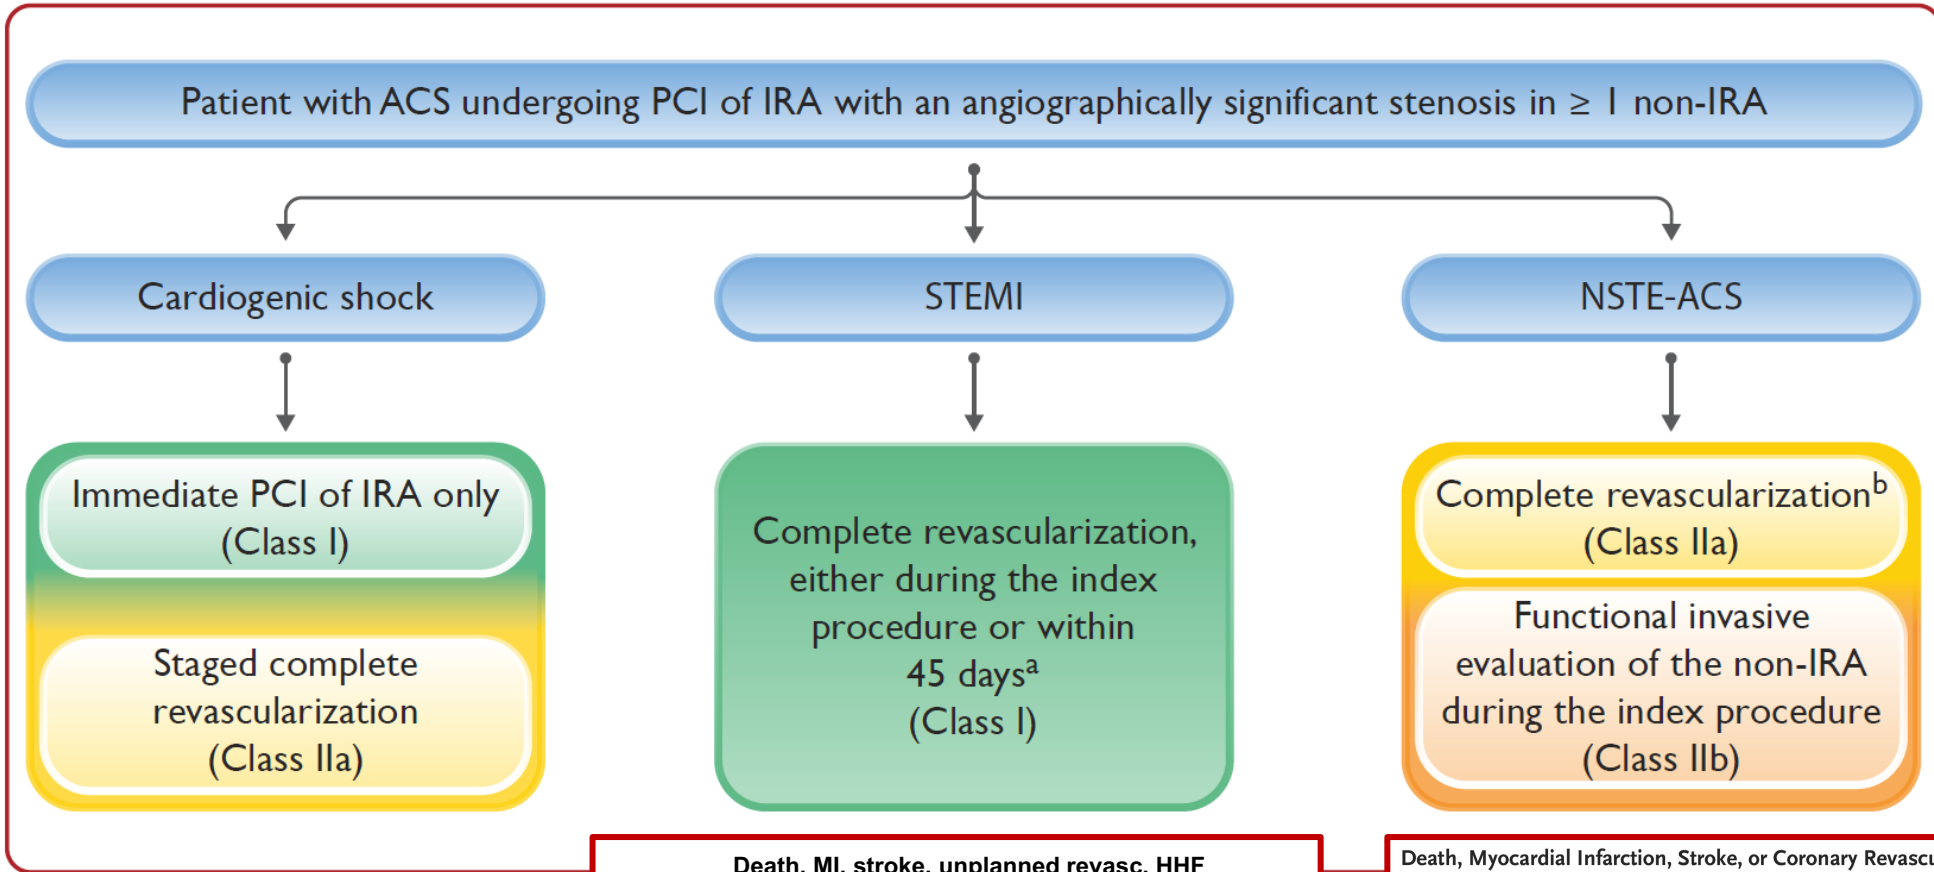 Patient with ACS undergoing PCI of IRA with an angiographically significant stenosis in ≥ 1 non-IRA
Cardiogenic shock
STEMI
NSTE-ACS
Immediate PCI of IRA only
(Class I)
Staged complete
revascularization
(Class IIa)
Complete revascularization,
either during the index
procedure or within
45 daysᵃ
(Class I)
Complete revascularizationᵇ
(Class IIa)
Functional invasive
evaluation of the non-IRA
during the index procedure
(Class IIb)
Death, MI, stroke, unplanned revasc, HHF
Death, Myocardial Infarction, Stroke, or Coronary